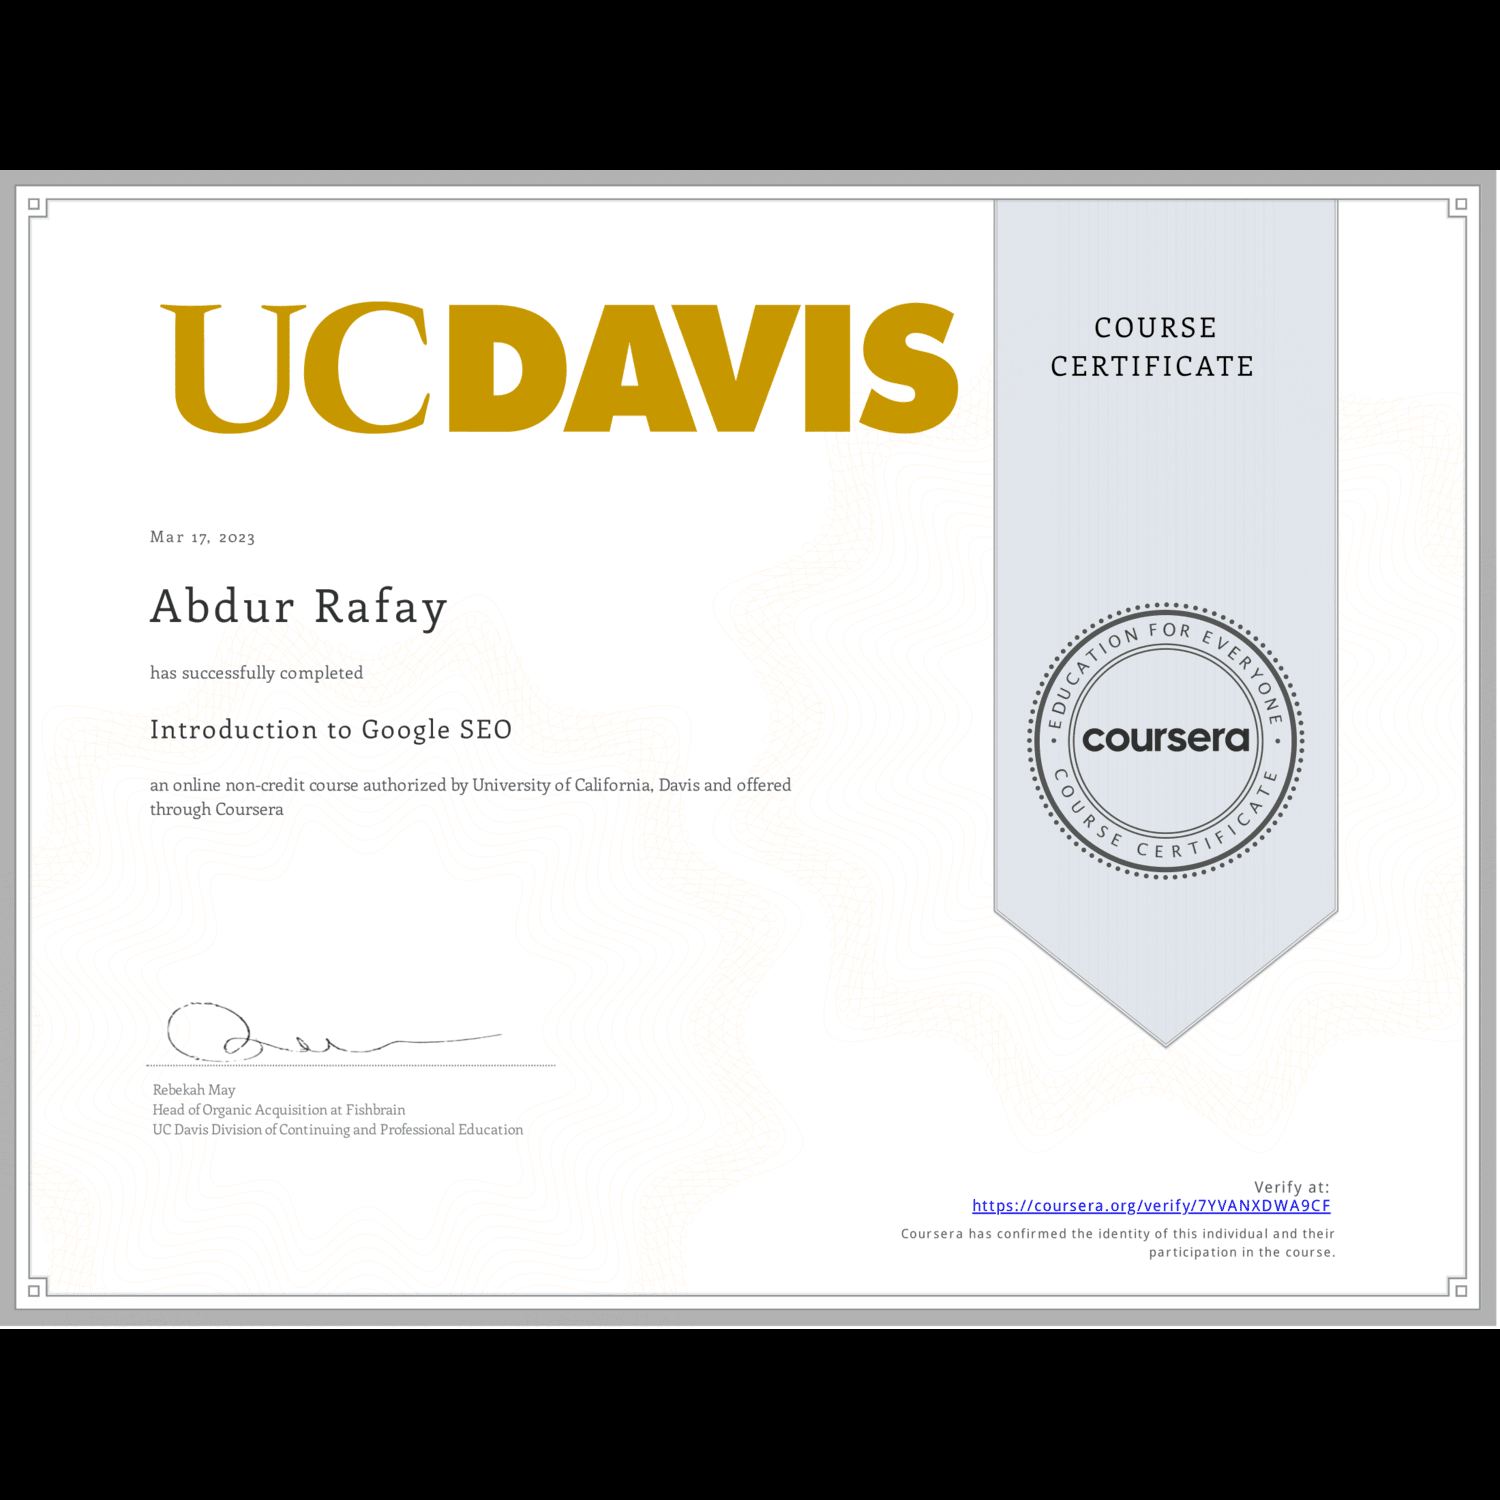 UCDAVIS
COURSE
CERTIFICATE
Mar 17, 2023
Abdur Rafay
has successfully completed
Introduction to Google SEO
an online non-credit course authorized by University of California, Davis and offered
through Coursera
EDUCATION FOR EVERYONE
coursera
COURSE CERTIFICATE
Rebekah May
Head of Organic Acquisition at Fishbrain
UC Davis Division of Continuing and Professional Education
Verify at:
https://coursera.org/verify/7YVANXDWA9CF
Coursera has confirmed the identity of this individual and their
participation in the course.